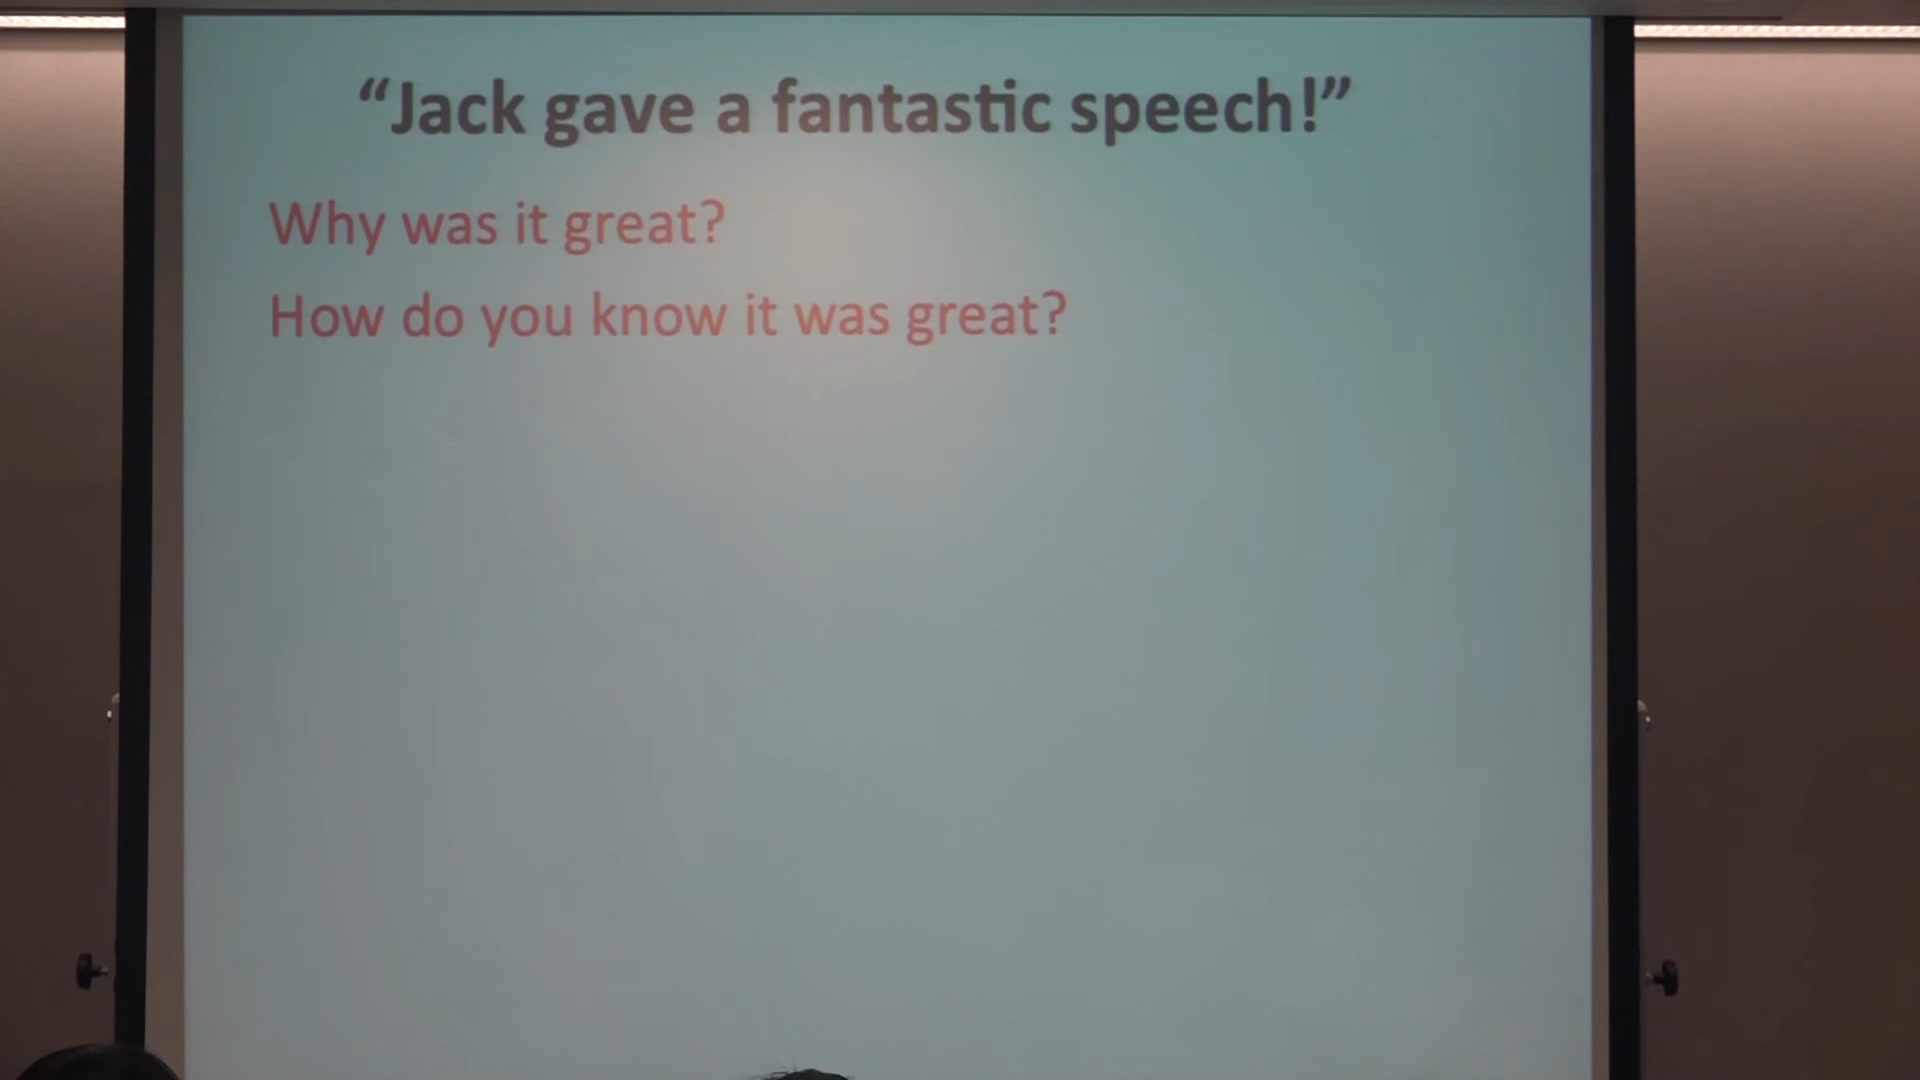 “Jack gave a fantastic speech!”
Why was it great?
How do you know it was great?